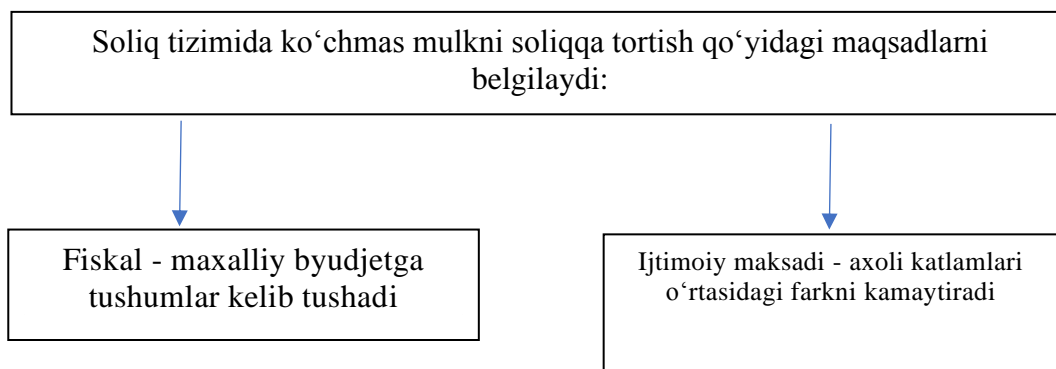 Soliq tizimida ko‘chmas mulkni soliqqa tortish qo‘yidagi maqsadlarni
belgilaydi:
Fiskal - maxalliy byudjetga
tushumlar kelib tushadi
Ijtimoiy maksadi - axoli katlamlari
o‘rtasidagi farkni kamaytiradi